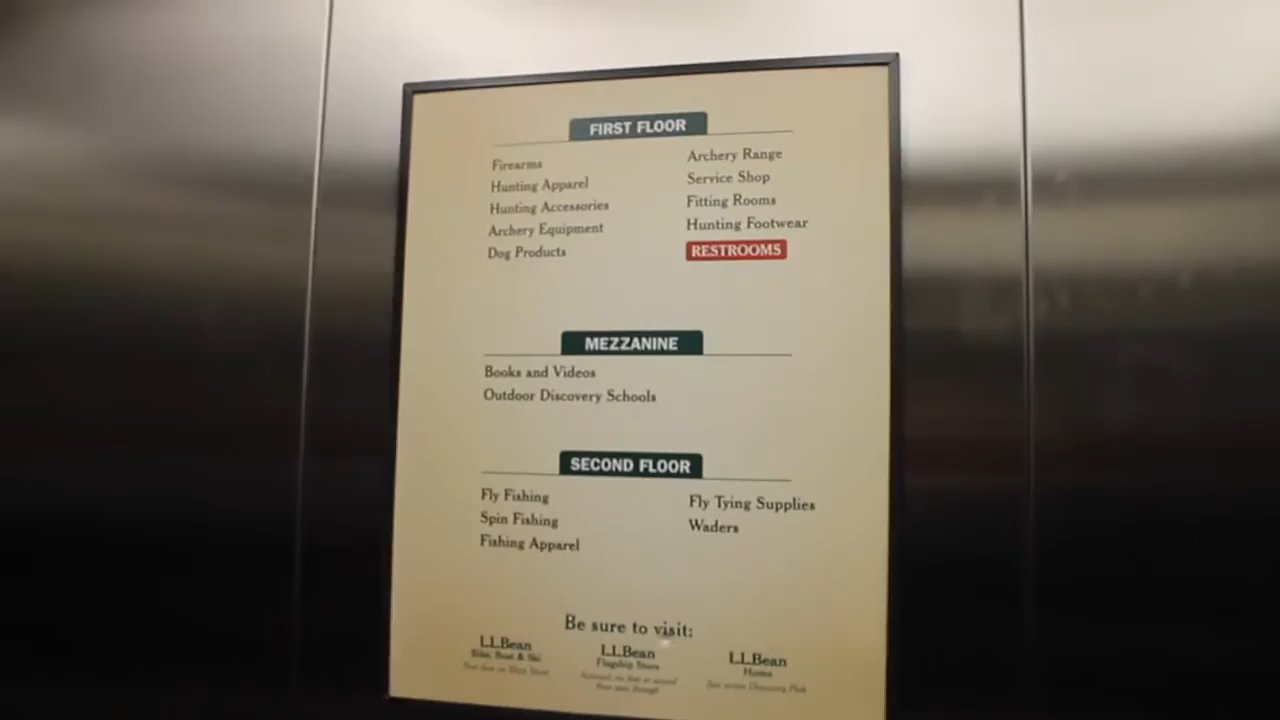 FIRST FLOOR
Firearms
Hunting Apparel
Hunting Accessories
Archery Equipment
Dog Products
Archery Range
Service Shop
Fitting Rooms
Hunting Footwear
RESTROOMS
MEZZANINE
Books and Videos
Outdoor Discovery Schools
SECOND FLOOR
Fly Fishing
Spin Fishing
Fishing Apparel
Fly Tying Supplies
Waders
Be sure to visit:
L.L.Bean
Bike, Boat & Ski
L.L.Bean
Flagship Store
L.L.Bean
Home